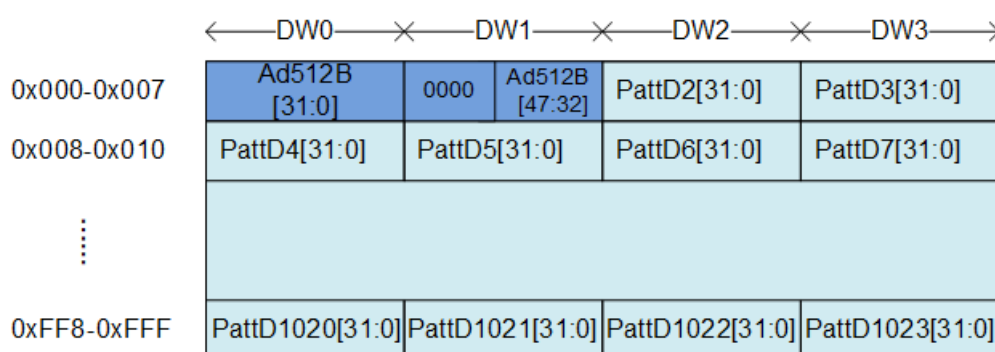 DW0 DW1 DW2 DW3
0x000-0x007 Ad512B [31:0] 0000 Ad512B [47:32] PattD2[31:0] PattD3[31:0]
0x008-0x010 PattD4[31:0] PattD5[31:0] PattD6[31:0] PattD7[31:0]
0xFF8-0xFFF PattD1020[31:0] PattD1021[31:0] PattD1022[31:0] PattD1023[31:0]